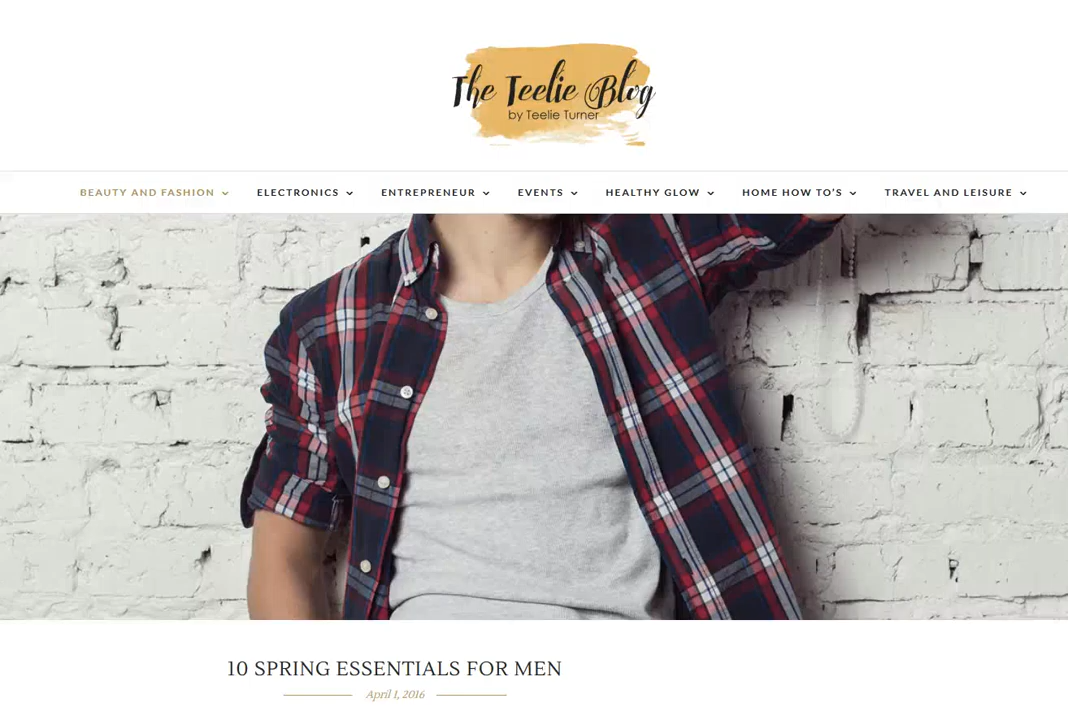 The Teelie Blog
by Teelie Turner
BEAUTY AND FASHION ELECTRONICS ENTREPRENEUR EVENTS HEALTHY GLOW HOME HOW TO'S TRAVEL AND LEISURE
10 SPRING ESSENTIALS FOR MEN
April 1, 2016